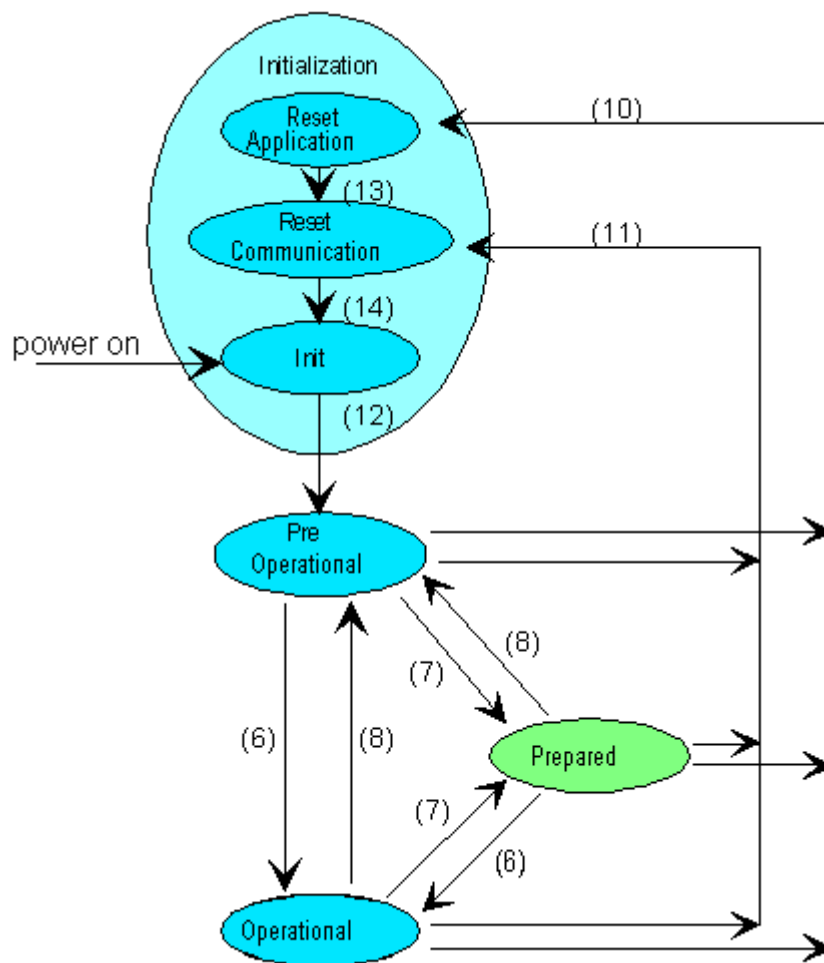 Initialization
Reset
Application
(10)
(13)
Reset
Communication
(11)
(14)
power on
Init
(12)
Pre
Operational
(8)
(7)
(6)
(8)
Prepared
(7)
(6)
Operational